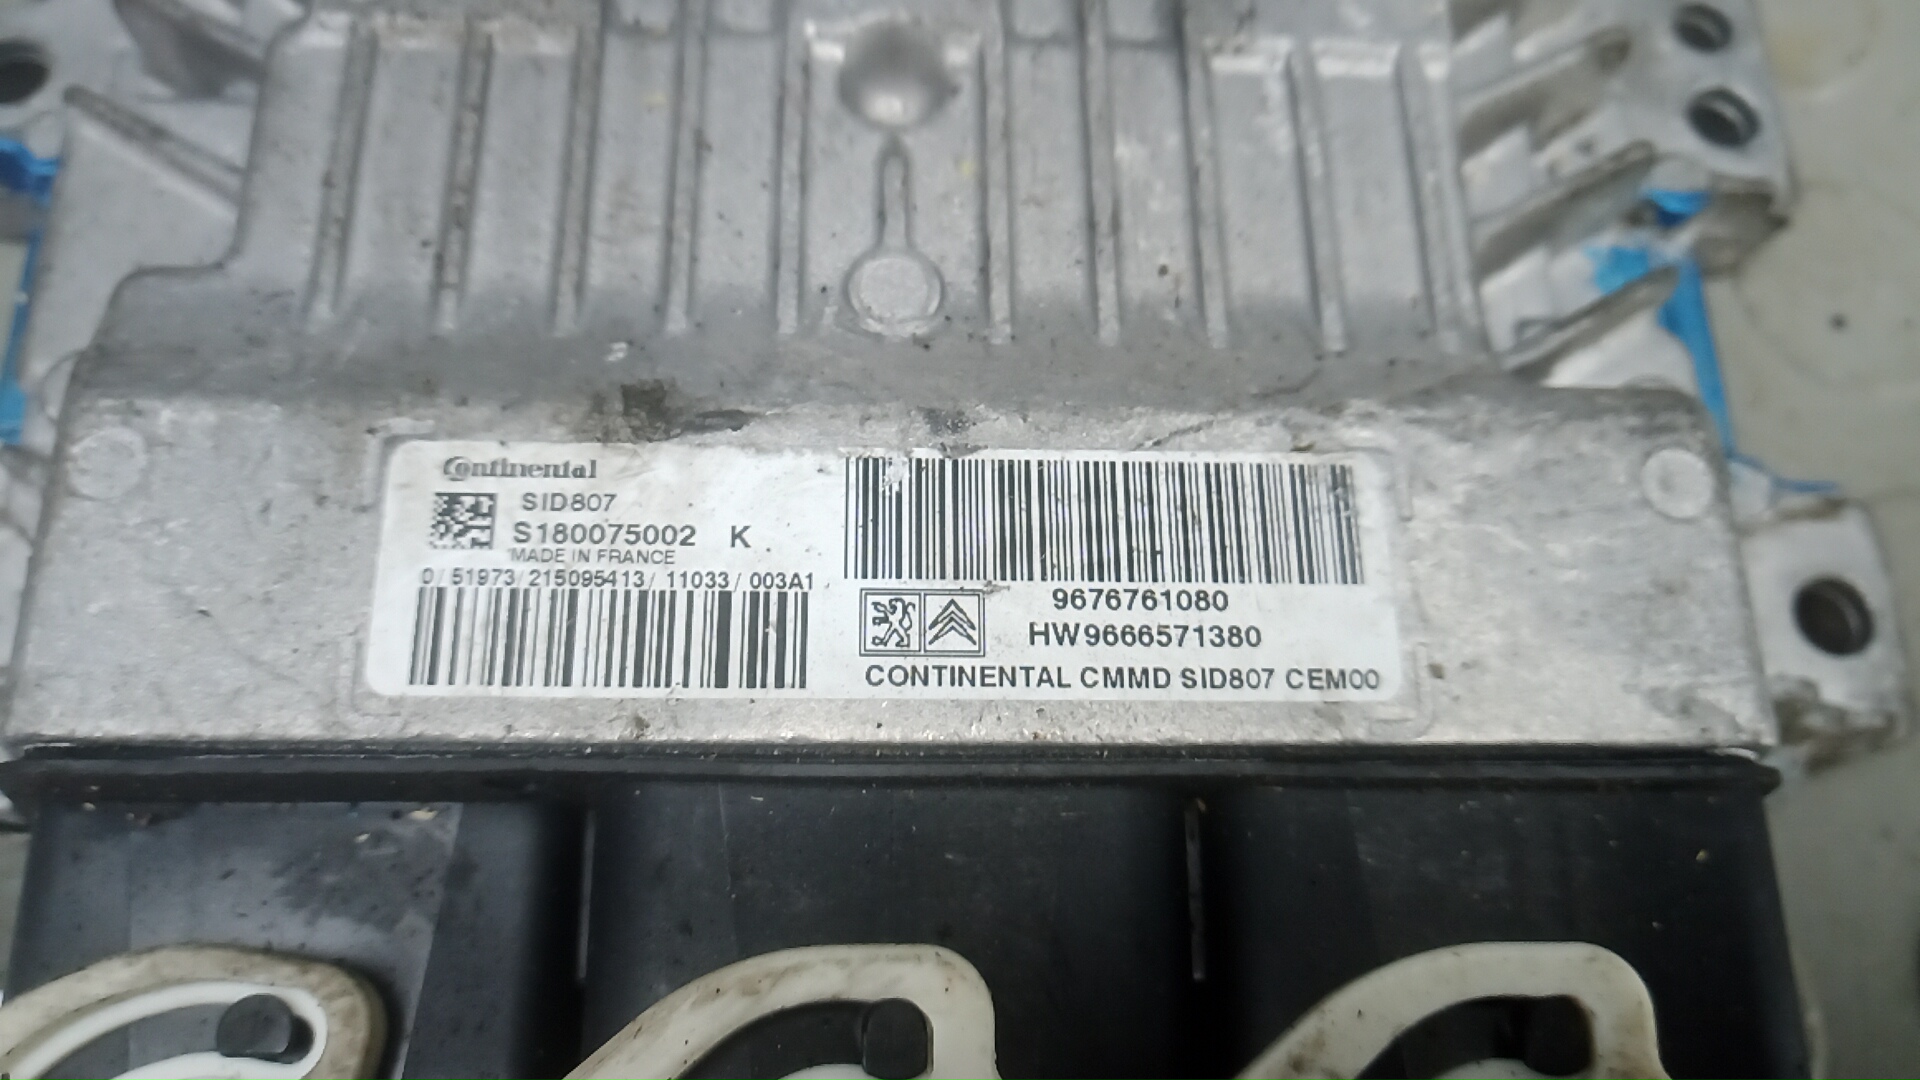 Continental
SID807
S180075002 K
MADE IN FRANCE
0/51973/215095413/11033/003A1
9676761080
HW9666571380
CONTINENTAL CMMD SID807 CEM00